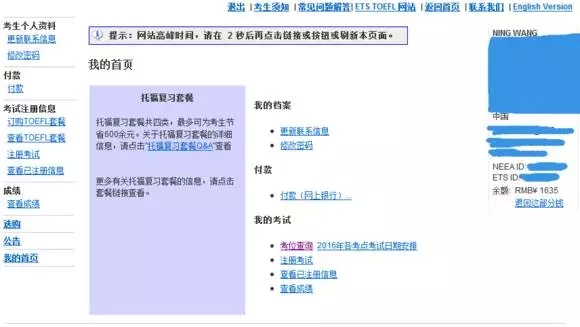 退出 | 考生须知 | 常见问题解答| ETS TOEFL 网站 | 返回首页 | 联系我们 | English Version
考生个人资料
更新联系信息
修改密码
付款
付款
考试注册信息
订购TOEFL套餐
查看TOEFL套餐
注册考试
查看已注册信息
成绩
查看成绩
选购
公告
我的首页
提示：网站高峰时间，请在 2 秒后再点击链接或按钮或刷新本页面。
我的首页
托福复习套餐
托福复习套餐共四类，最多可为考生节
省600余元。关于托福复习套餐的详细
信息，请点击"托福复习套餐Q&A"查看
更多有关托福复习套餐的信息，请点击
套餐链接查看。
我的档案
更新联系信息
修改密码
付款
付款（网上银行）...
我的考试
考位查询 2016年各考点考试日期安排
注册考试
查看已注册信息
查看成绩
NING WANG
中国
NEEA ID:
ETS ID:
余额: RMB¥ 1635
退回这部分钱